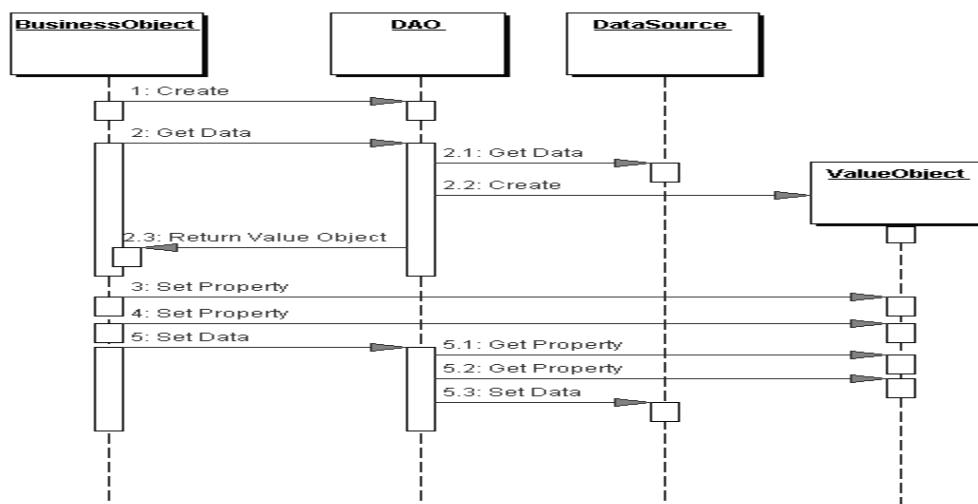 BusinessObject
DAO
DataSource
1: Create
2: Get Data
2.1: Get Data
2.2: Create
ValueObject
2.3: Return Value Object
3: Set Property
4: Set Property
5: Set Data
5.1: Get Property
5.2: Get Property
5.3: Set Data